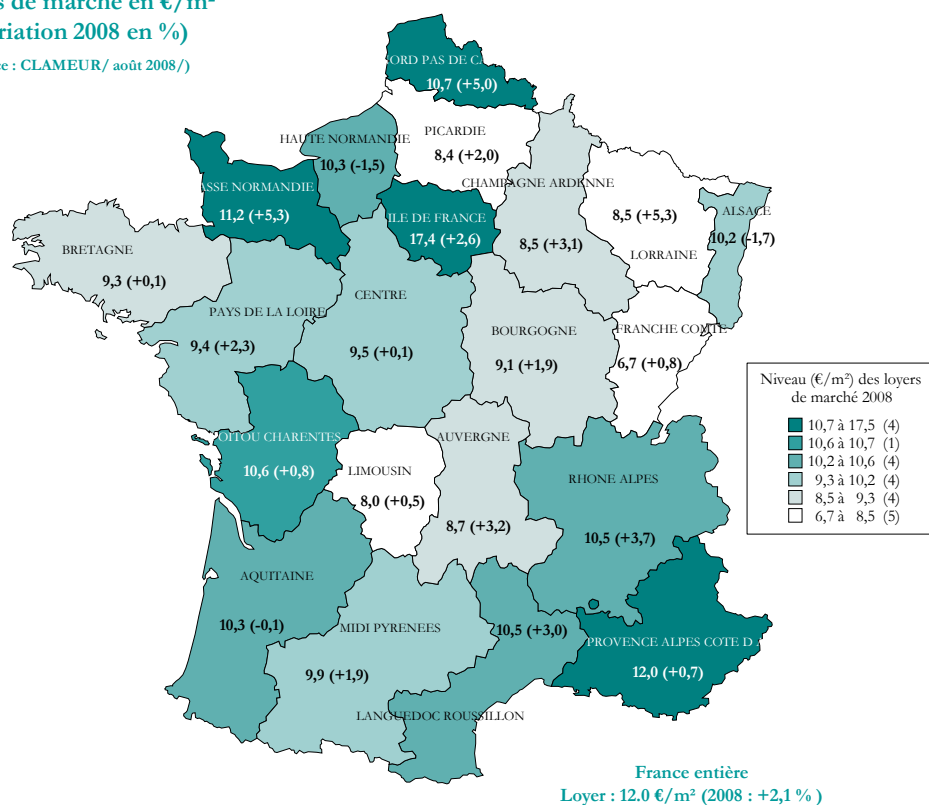 de marché en €/m²
2008 en %)
: CLAMEUR/ août 2008/)
PAS DE
10,7 (+5,0)
PICARDIE
8,4 (+2,0)
HAUTE NORMANDIE
10,3 (-1,5)
NORMANDIE
11,2 (+5,3)
ILE DE FRANCE
17,4 (+2,6)
CHAMPAGNE ARDENNE
8,5 (+3,1)
8,5 (+5,3)
LORRAINE
ALSACE
10,2 (-1,7)
BRETAGNE
9,3 (+0,1)
PAYS DE LA LOIRE
9,4 (+2,3)
CENTRE
9,5 (+0,1)
BOURGOGNE
9,1 (+1,9)
FRANCHE COMTE
6,7 (+0,8)
Niveau (€/m²) des loyers
de marché 2008
10,7 à 17,5 (4)
10,6 à 10,7 (1)
10,2 à 10,6 (4)
9,3 à 10,2 (4)
8,5 à 9,3 (4)
6,7 à 8,5 (5)
CHARENTES
10,6 (+0,8)
LIMOUSIN
8,0 (+0,5)
AUVERGNE
8,7 (+3,2)
RHONE ALPES
10,5 (+3,7)
AQUITAINE
10,3 (-0,1)
MIDI PYRENEES
9,9 (+1,9)
10,5 (+3,0)
LANGUEDOC ROUSSILLON
PROVENCE ALPES COTE D
12,0 (+0,7)
France entière
Loyer : 12.0 €/m² (2008 : +2,1 % )